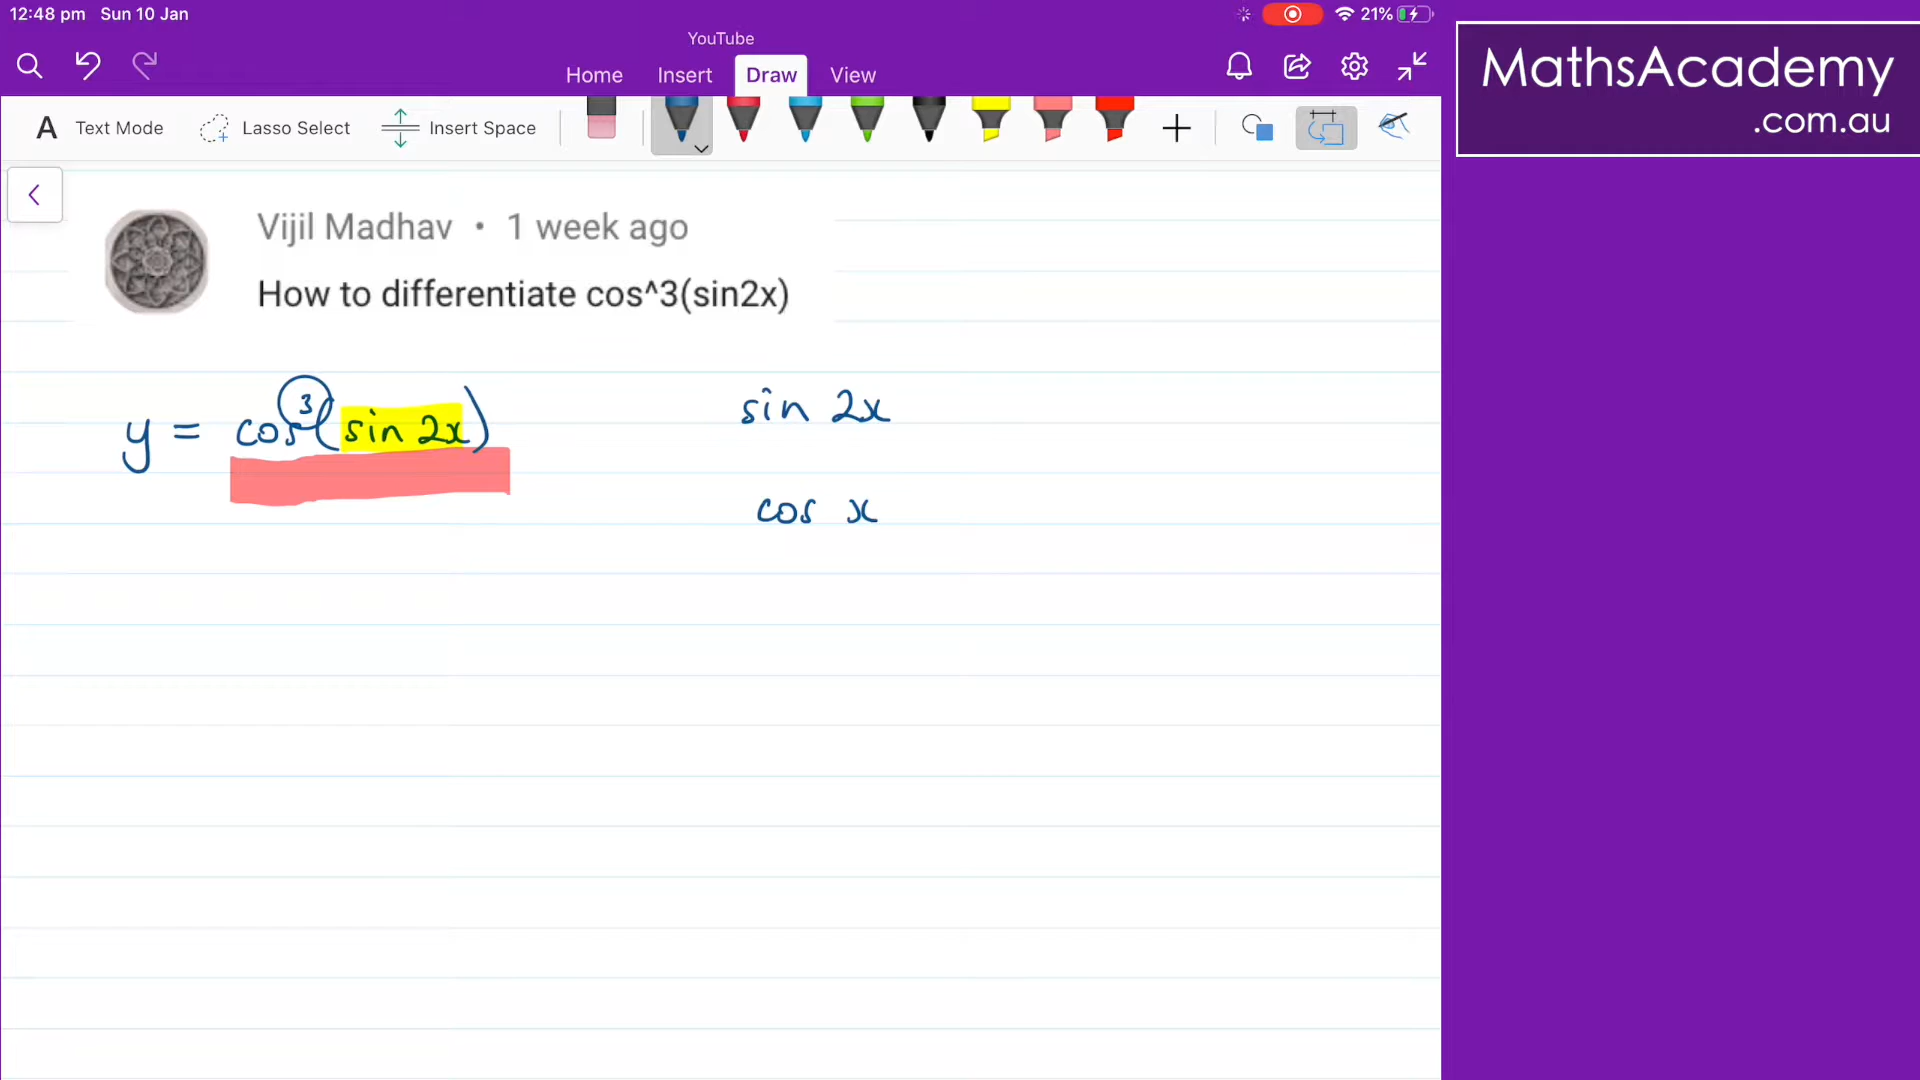 12:48 pm Sun 10 Jan
21%
YouTube
Home Insert Draw View
A Text Mode Lasso Select Insert Space
MathsAcademy
.com.au
Vijil Madhav • 1 week ago
How to differentiate cos^3(sin2x)
y = cos³(sin 2x)
sin 2x
cos x